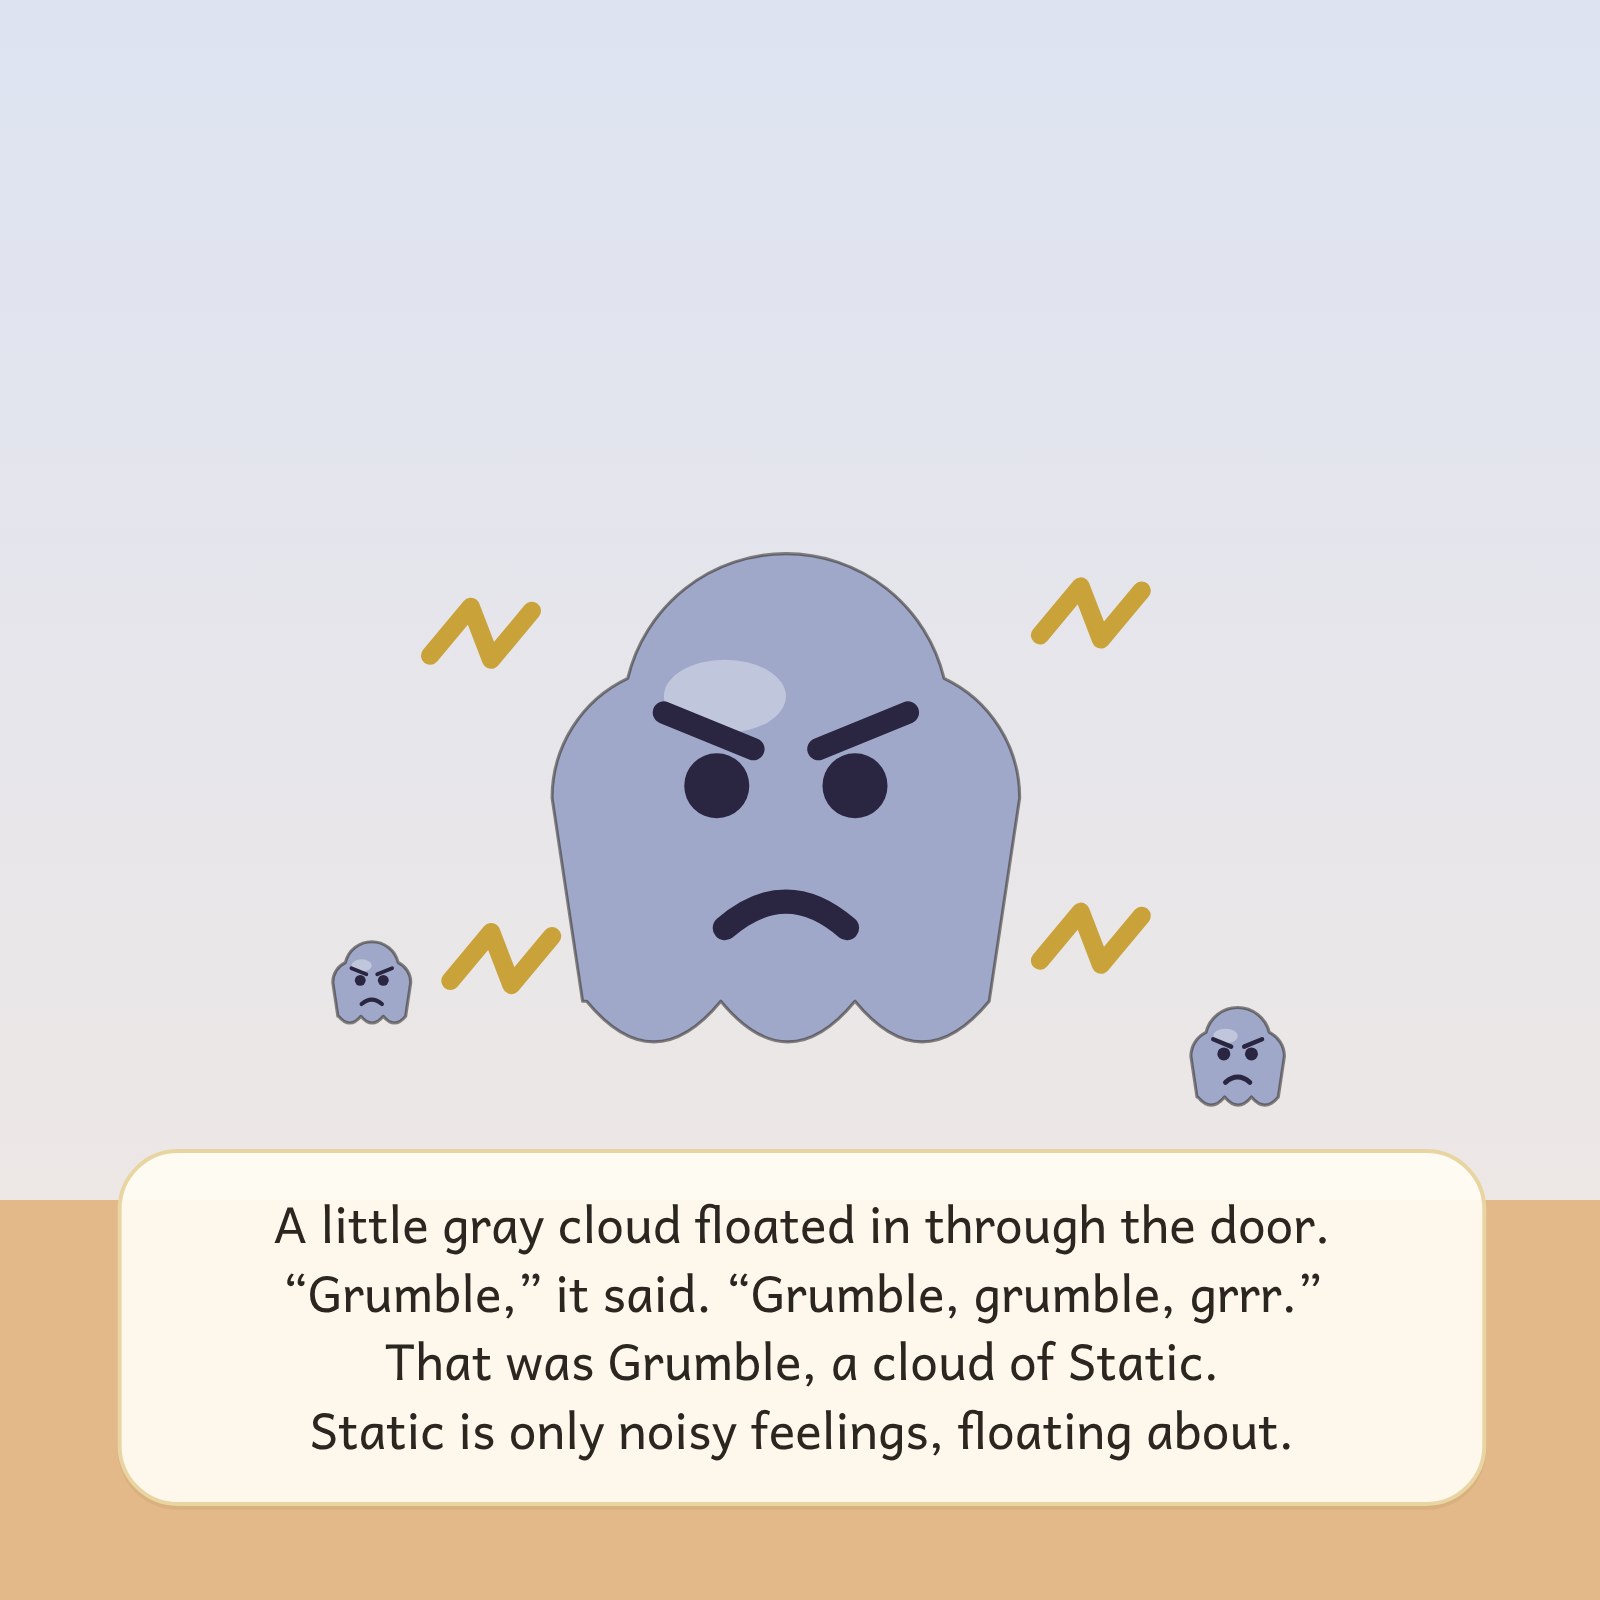 A little gray cloud floated in through the door.
“Grumble,” it said. “Grumble, grumble, grrr.”
That was Grumble, a cloud of Static.
Static is only noisy feelings, floating about.